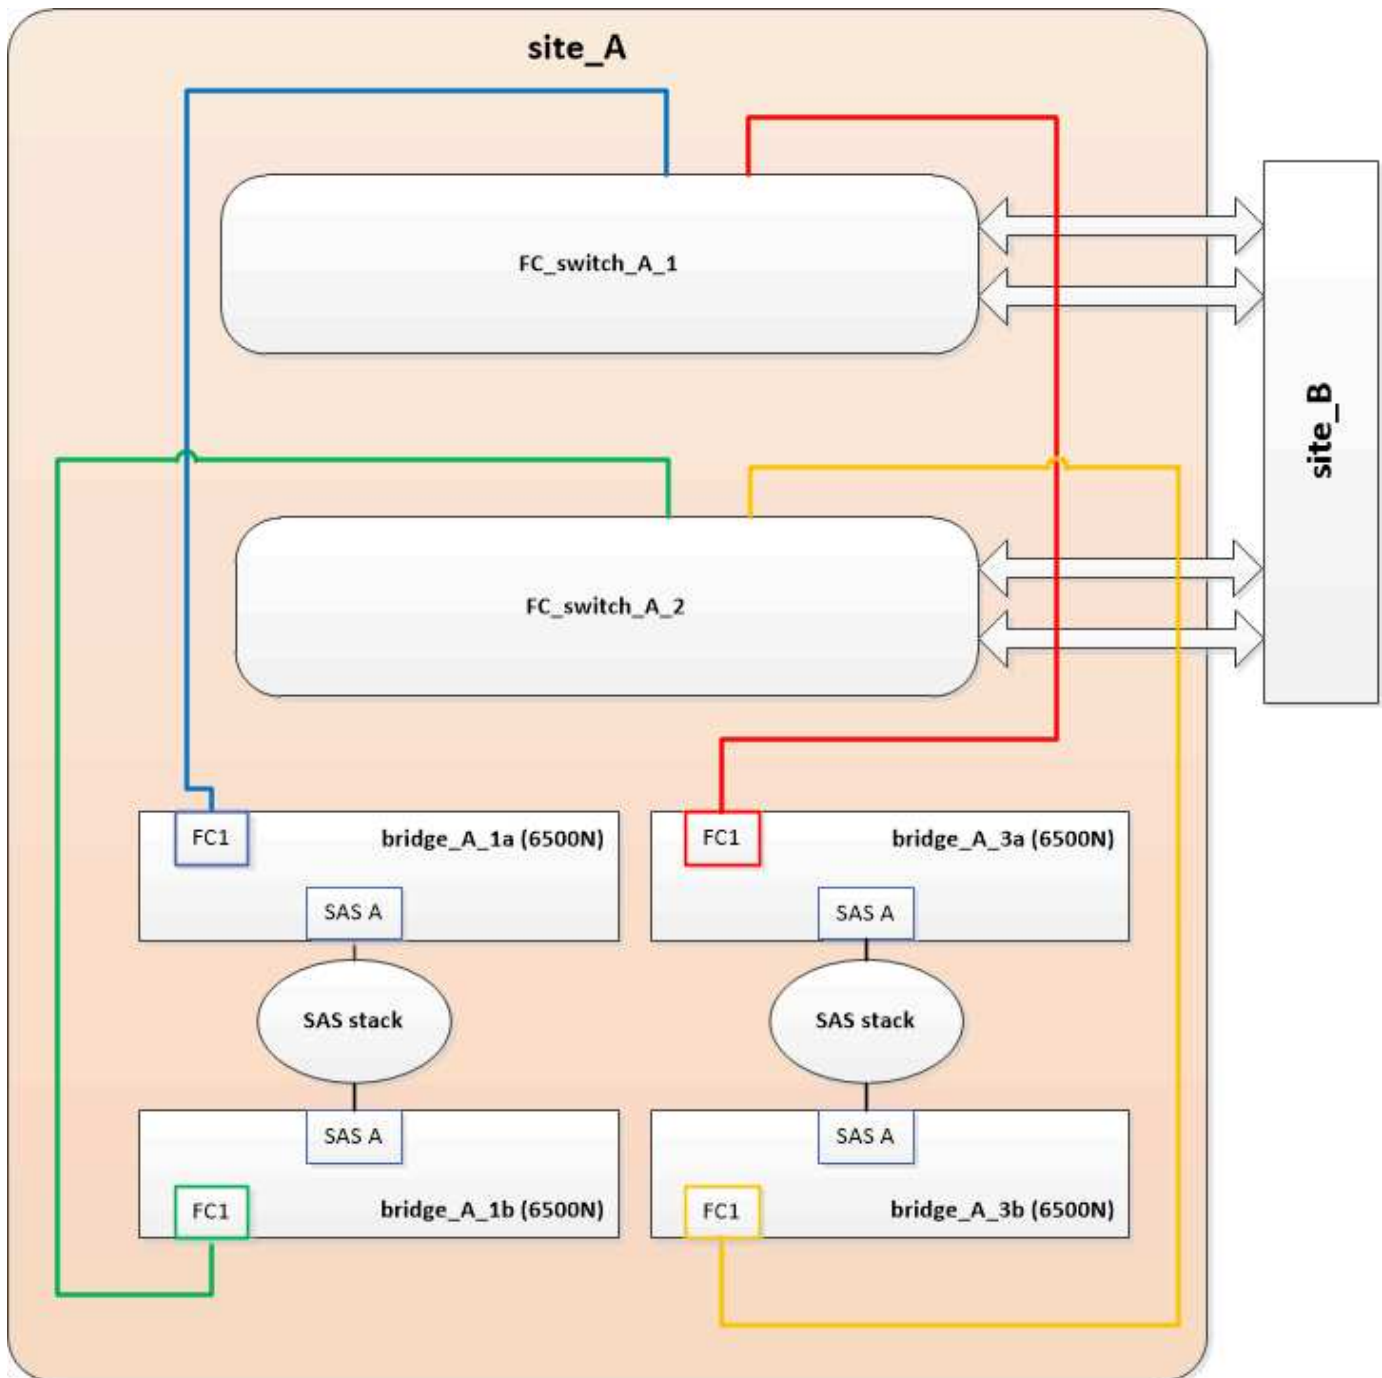 site_A
FC_switch_A_1
site_B
FC_switch_A_2
FC1
bridge_A_1a (6500N)
SAS A
FC1
bridge_A_3a (6500N)
SAS A
SAS stack
SAS stack
SAS A
FC1
bridge_A_1b (6500N)
SAS A
FC1
bridge_A_3b (6500N)